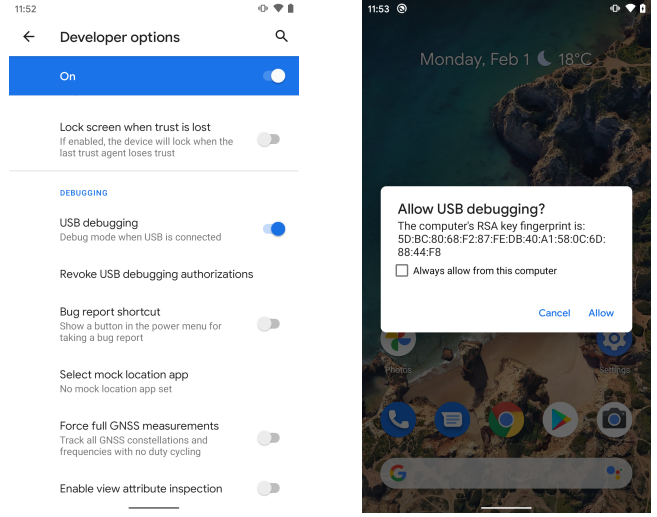 11:52
Developer options
On
Lock screen when trust is lost
If enabled, the device will lock when the
last trust agent loses trust
DEBUGGING
USB debugging
Debug mode when USB is connected
Revoke USB debugging authorizations
Bug report shortcut
Show a button in the power menu for
taking a bug report
Select mock location app
No mock location app set
Force full GNSS measurements
Track all GNSS constellations and
frequencies with no duty cycling
Enable view attribute inspection
11:53
Monday, Feb 1 18°C
Allow USB debugging?
The computer's RSA key fingerprint is:
5D:BC:80:68:F2:87:FE:DB:40:A1:58:0C:6D:
88:44:F8
Always allow from this computer
Cancel Allow
Photos Settings